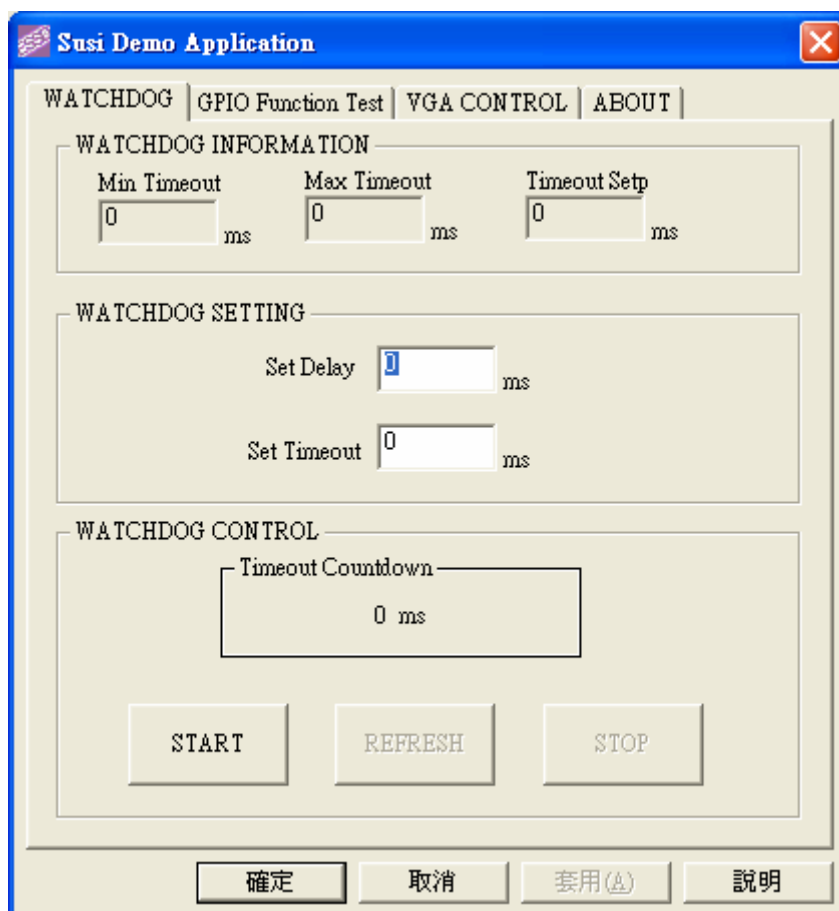 Susi Demo Application
WATCHDOG GPIO Function Test VGA CONTROL ABOUT
WATCHDOG INFORMATION
Min Timeout Max Timeout Timeout Setp
0 ms 0 ms 0 ms
WATCHDOG SETTING
Set Delay 0 ms
Set Timeout 0 ms
WATCHDOG CONTROL
Timeout Countdown
0 ms
START REFRESH STOP
確定 取消 套用(A) 說明